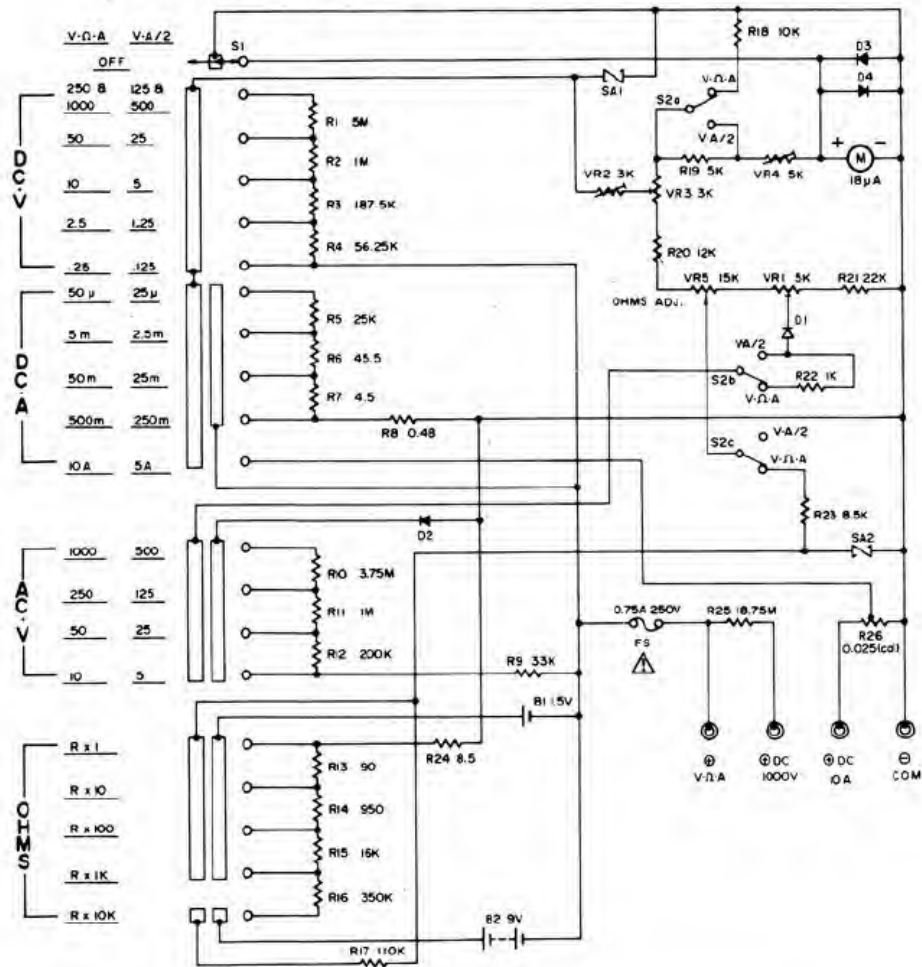 V·Ω·A V·A/2
OFF
S1
250 & 125 &
1000 500
50 25
10 5
2.5 1.25
.25 .125
DC·V
50μ 25μ
5m 2.5m
50m 25m
500m 250m
10A 5A
DC·A
1000 500
250 125
50 25
10 5
AC·V
R x 1
R x 10
R x 100
R x 1K
R x 10K
OHMS
R1 5M
R2 1M
R3 187.5K
R4 56.25K
R5 25K
R6 45.5
R7 4.5
R8 0.48
D2
R10 3.75M
R11 1M
R12 200K
R9 33K
B1 1.5V
R24 8.5
R13 90
R14 950
R15 16K
R16 350K
B2 9V
R17 110K
R18 10K
D3
D4
SA1
V·Ω·A
S2a
V·A/2
R19 5K
VR4 5K
+ M −
18μA
VR2 3K
VR3 3K
R20 12K
VR5 15K
VR1 5K
R21 22K
OHMS ADJ.
D1
VA/2
S2b
R22 1K
V·Ω·A
V·A/2
S2c
V·Ω·A
R23 8.5K
SA2
0.75A 250V
FS
R25 18.75M
R26
0.025(cd.)
⊕
V·Ω·A
⊕ DC
1000V
⊕ DC
10A
⊖
COM